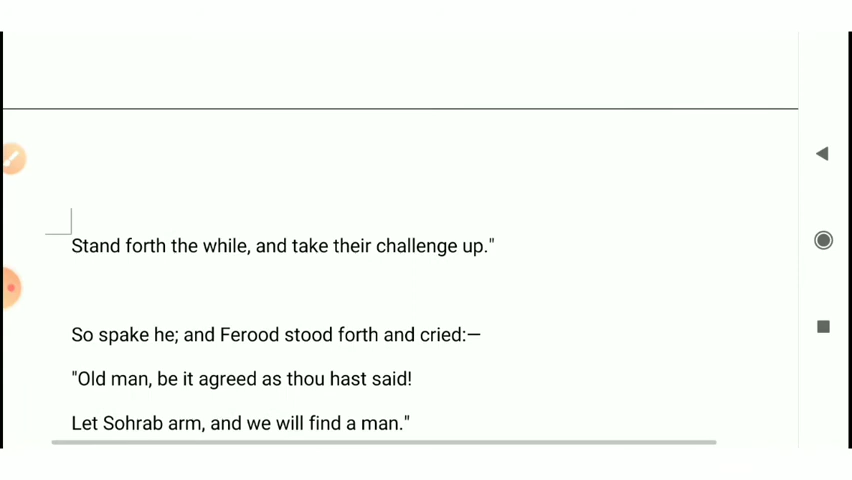 Stand forth the while, and take their challenge up."
So spake he; and Ferood stood forth and cried:—
"Old man, be it agreed as thou hast said!
Let Sohrab arm, and we will find a man."